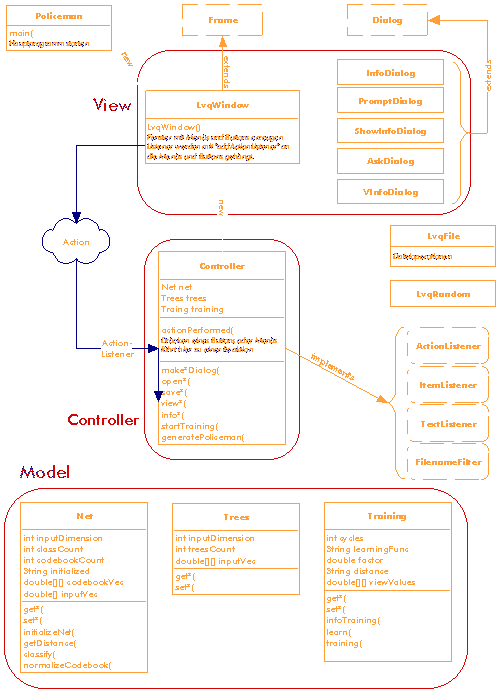 Policeman
main(
Frame
Dialog
new
extends
extends
View
LvqWindow
LvqWindow()
InfoDialog
PromptDialog
ShowInfoDialog
AskDialog
VInfoDialog
new
Action
Action-
Listener
Controller
Net net
Trees trees
Traing training
actionPerformed(
make*Dialog(
open*(
save*(
view*(
info*(
startTraining(
generatePoliceman(
Controller
LvqFile
LvqRandom
implements
ActionListener
ItemListener
TextListener
FilenameFilter
Model
Net
int inputDimension
int classCount
int codebookCount
String initialized
double[][] codebookVec
double[] inputVec
get*(
set*(
initializeNet(
getDistance(
classify(
normalizeCodebook(
Trees
int inputDimension
int treesCount
double[][] inputVec
get*(
set*(
Training
int cycles
String learningFunc
double factor
String distance
double[][] viewValues
get*(
set*(
infoTraining(
learn(
training(